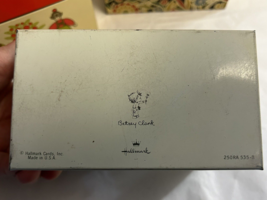 Betsey Clark
Hallmark
© Hallmark Cards, Inc.
Made in U.S.A.